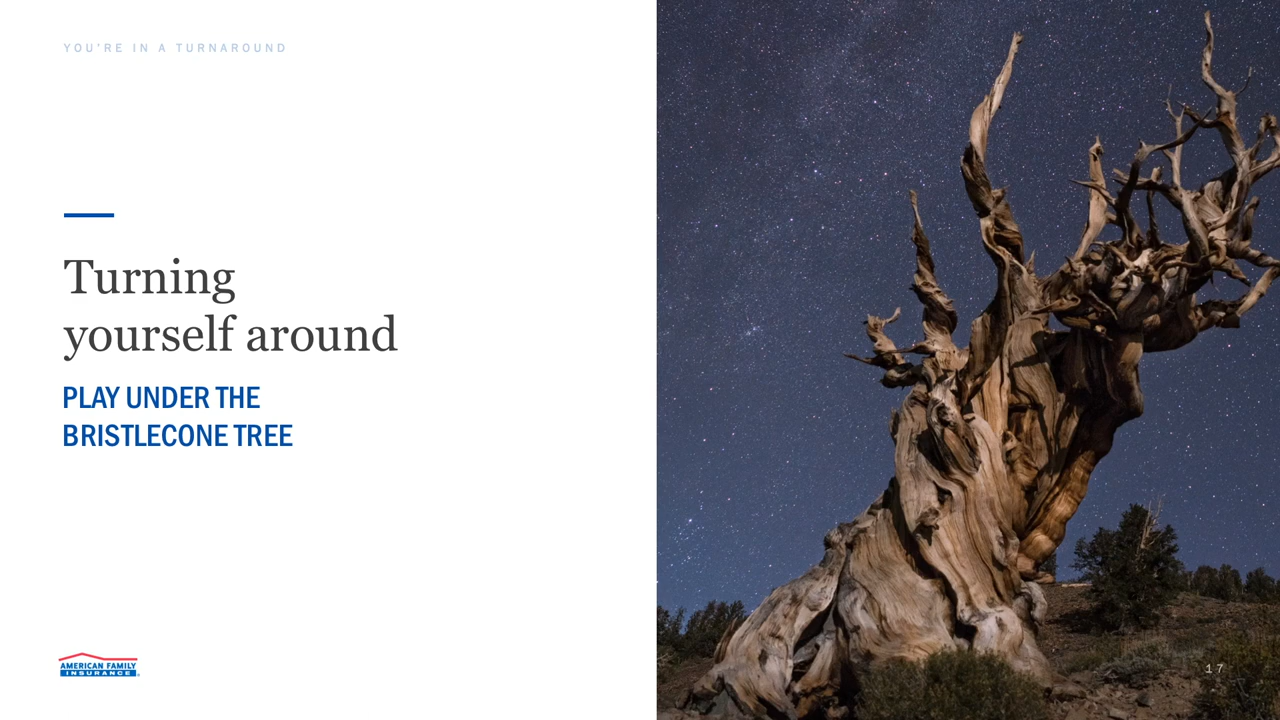 YOU'RE IN A TURNAROUND
Turning
yourself around
PLAY UNDER THE
BRISTLECONE TREE
AMERICAN FAMILY
INSURANCE
17